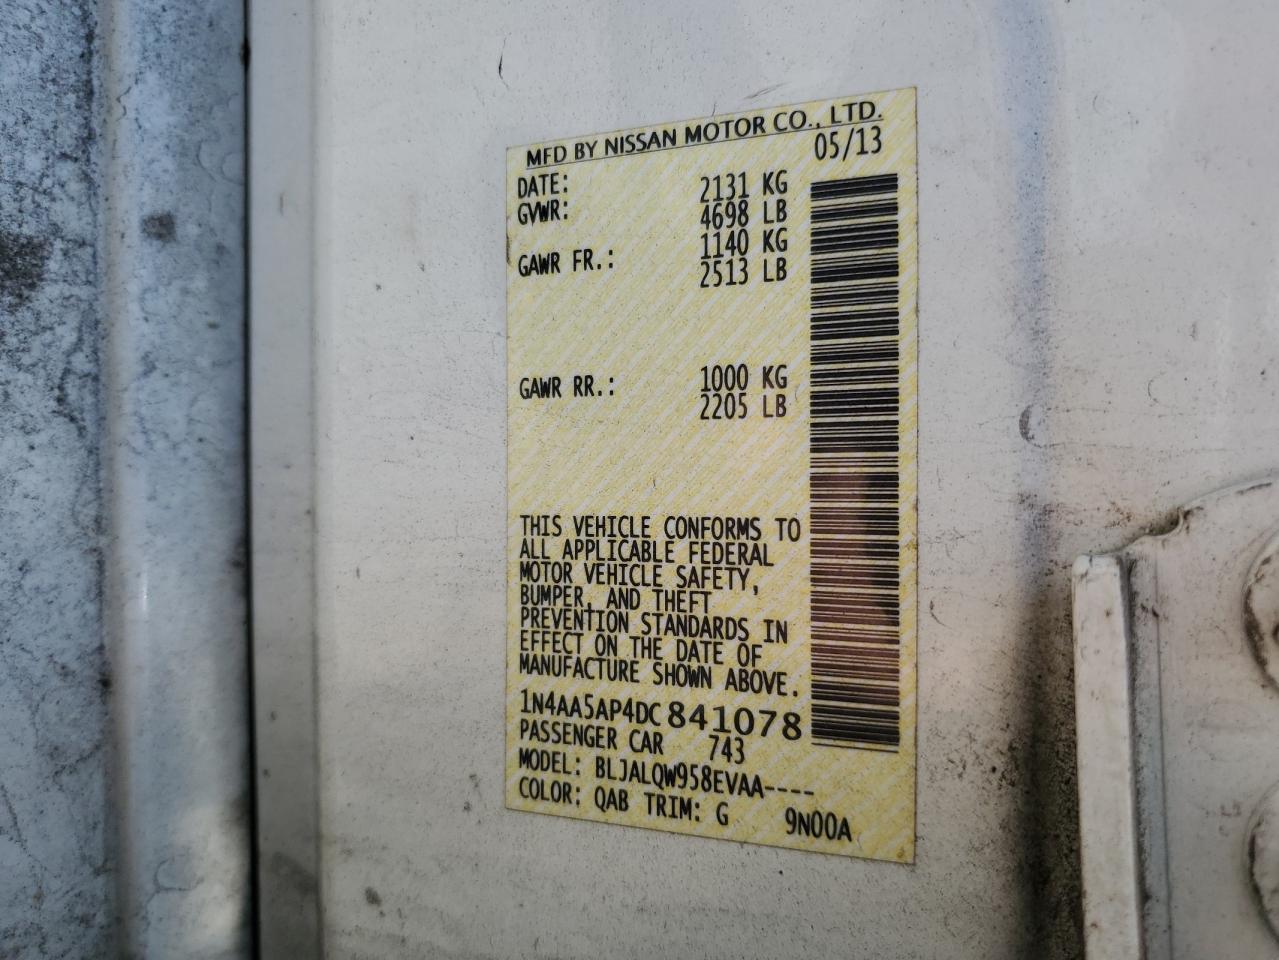 MFD BY NISSAN MOTOR CO., LTD.
DATE: 05/13
GVWR: 2131 KG
4698 LB
GAWR FR.: 1140 KG
2513 LB
GAWR RR.: 1000 KG
2205 LB
THIS VEHICLE CONFORMS TO
ALL APPLICABLE FEDERAL
MOTOR VEHICLE SAFETY,
BUMPER, AND THEFT
PREVENTION STANDARDS IN
EFFECT ON THE DATE OF
MANUFACTURE SHOWN ABOVE.
1N4AA5AP4DC841078
PASSENGER CAR 743
MODEL: BLJALQW958EVAA----
COLOR: QAB TRIM: G 9N00A